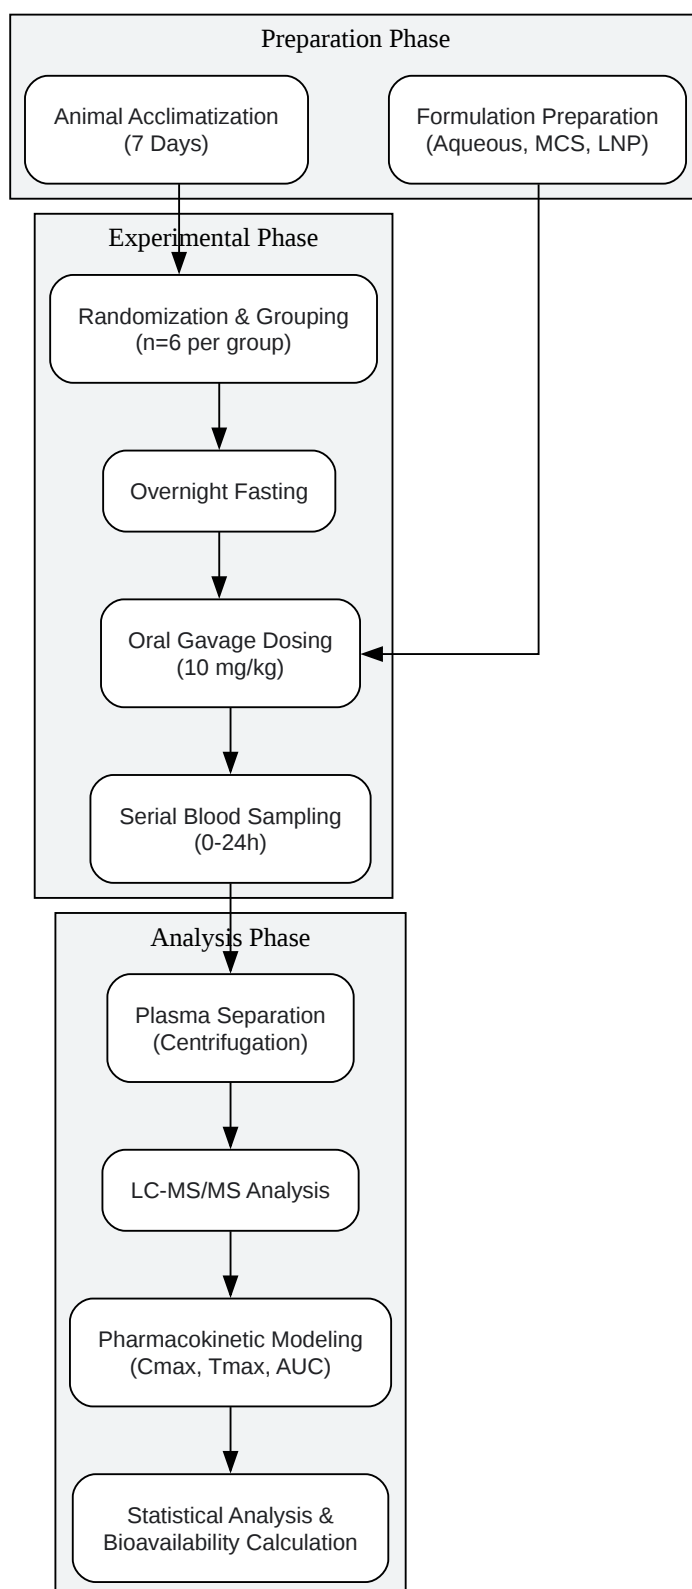 Preparation Phase
Animal Acclimatization
(7 Days)
Formulation Preparation
(Aqueous, MCS, LNP)
Experimental Phase
Randomization & Grouping
(n=6 per group)
Overnight Fasting
Oral Gavage Dosing
(10 mg/kg)
Serial Blood Sampling
(0-24h)
Analysis Phase
Plasma Separation
(Centrifugation)
LC-MS/MS Analysis
Pharmacokinetic Modeling
(Cmax, Tmax, AUC)
Statistical Analysis &
Bioavailability Calculation